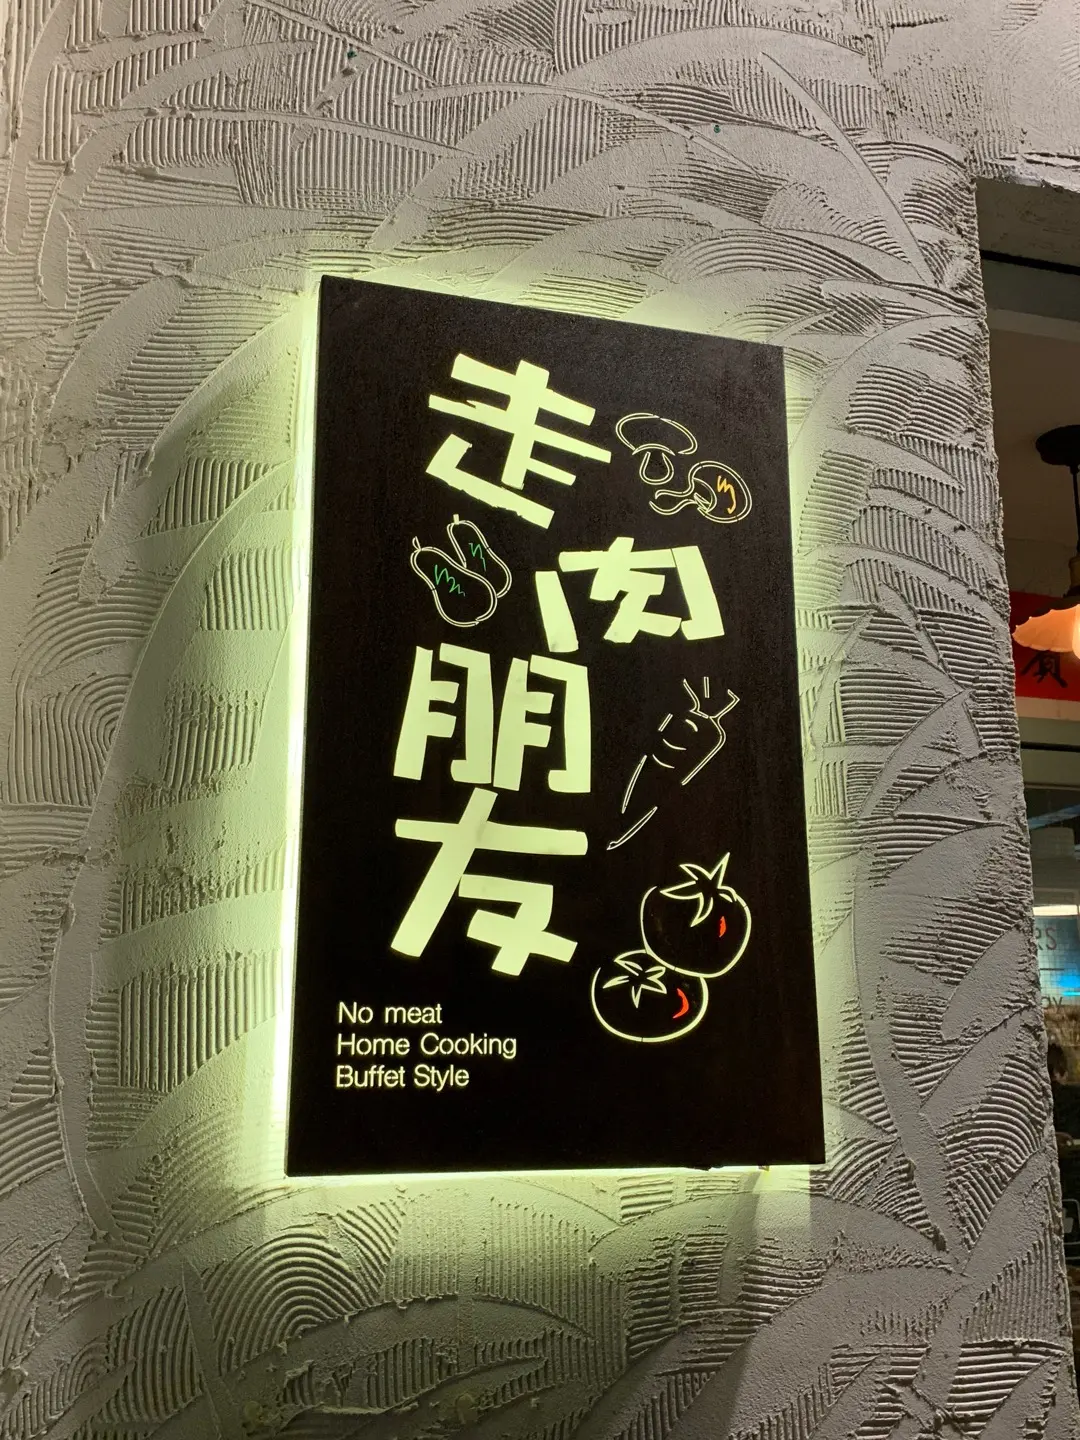 走肉朋友
No meat
Home Cooking
Buffet Style